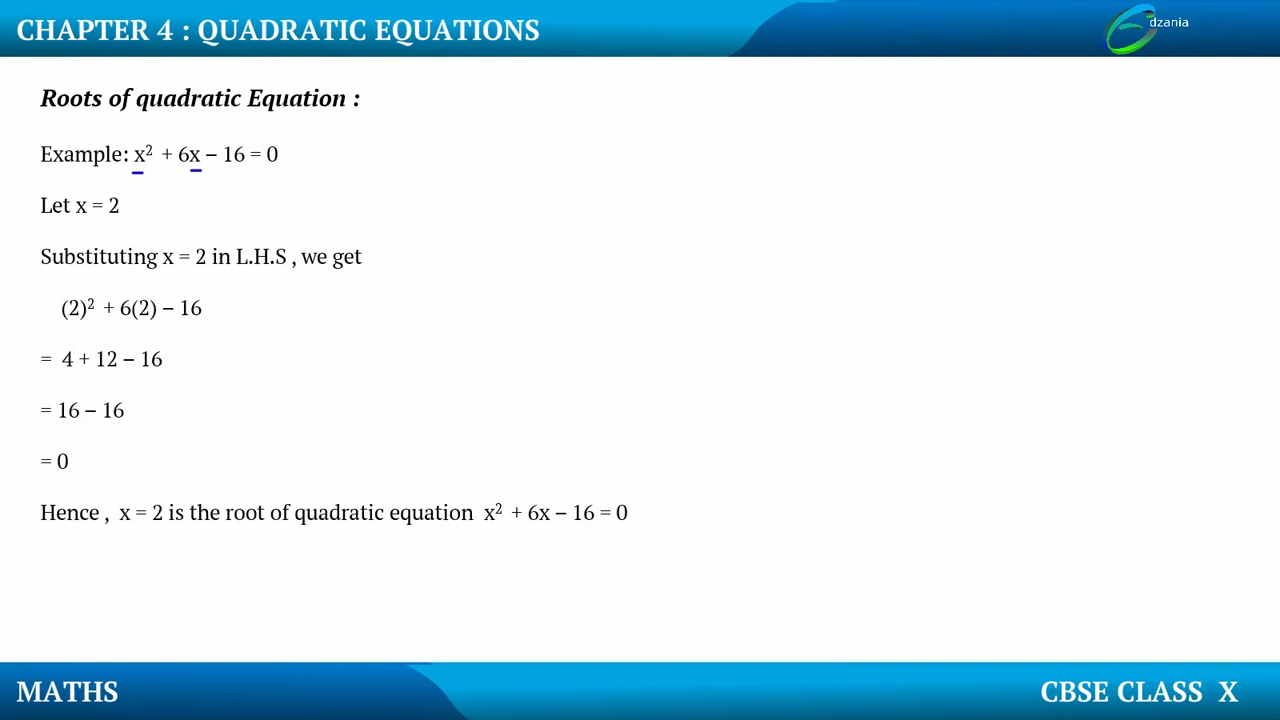 CHAPTER 4 : QUADRATIC EQUATIONS
dzania
Roots of quadratic Equation :
Example: x² + 6x – 16 = 0
Let x = 2
Substituting x = 2 in L.H.S , we get
(2)² + 6(2) – 16
= 4 + 12 – 16
= 16 – 16
= 0
Hence , x = 2 is the root of quadratic equation x² + 6x – 16 = 0
MATHS
CBSE CLASS X